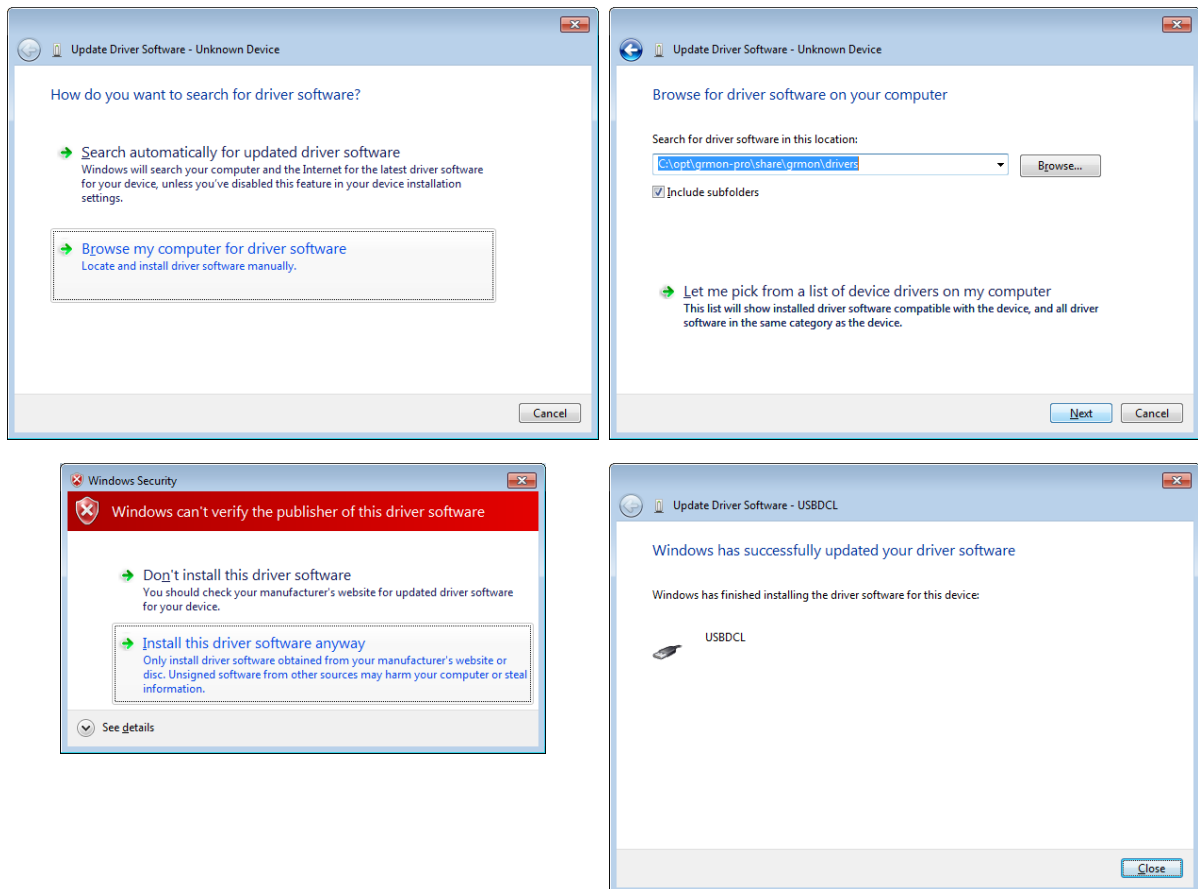 Update Driver Software - Unknown Device
How do you want to search for driver software?
Search automatically for updated driver software
Windows will search your computer and the Internet for the latest driver software
for your device, unless you've disabled this feature in your device installation
settings.
Browse my computer for driver software
Locate and install driver software manually.
Cancel
Update Driver Software - Unknown Device
Browse for driver software on your computer
Search for driver software in this location:
C:\opt\grmon-pro\share\grmon\drivers
Browse...
Include subfolders
Let me pick from a list of device drivers on my computer
This list will show installed driver software compatible with the device, and all driver
software in the same category as the device.
Next
Cancel
Windows Security
Windows can't verify the publisher of this driver software
Don't install this driver software
You should check your manufacturer's website for updated driver software
for your device.
Install this driver software anyway
Only install driver software obtained from your manufacturer's website or
disc. Unsigned software from other sources may harm your computer or steal
information.
See details
Update Driver Software - USBDCL
Windows has successfully updated your driver software
Windows has finished installing the driver software for this device:
USBDCL
Close